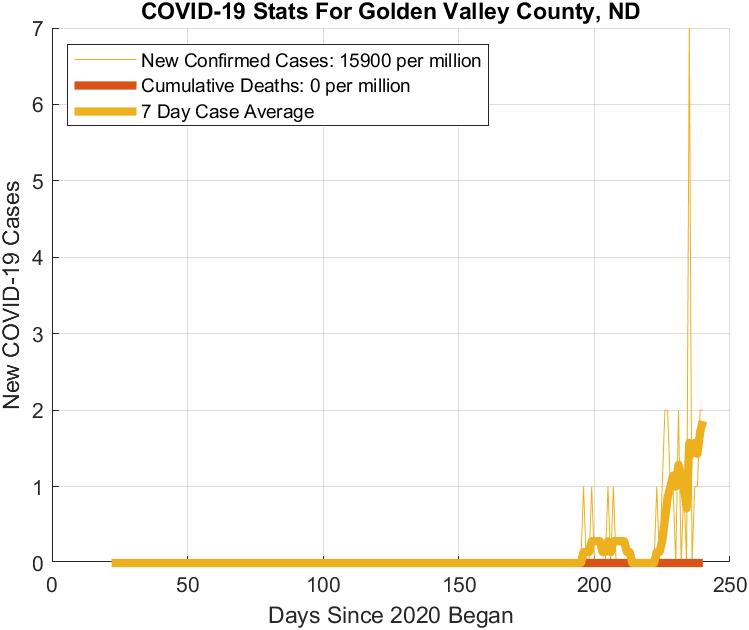 COVID-19 Stats For Golden Valley County, ND
New Confirmed Cases: 15900 per million
Cumulative Deaths: 0 per million
7 Day Case Average
New COVID-19 Cases
7
6
5
4
3
2
1
0
0 50 100 150 200 250
Days Since 2020 Began